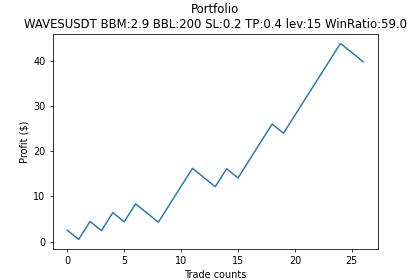 Portfolio
WAVESUSDT BBM:2.9 BBL:200 SL:0.2 TP:0.4 lev:15 WinRatio:59.0
40
30
20
10
0
Profit ($)
0 5 10 15 20 25
Trade counts